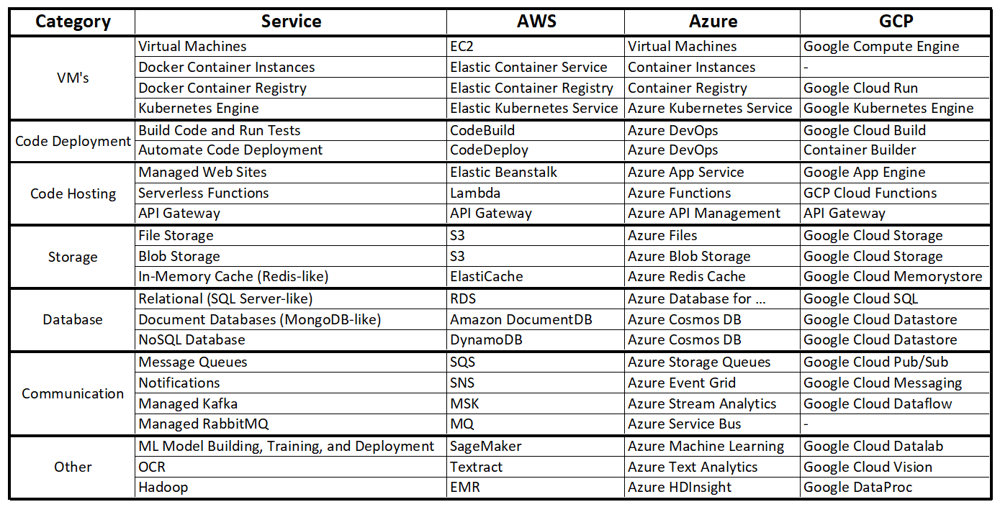 Category Service AWS Azure GCP
VM's
Virtual Machines EC2 Virtual Machines Google Compute Engine
Docker Container Instances Elastic Container Service Container Instances -
Docker Container Registry Elastic Container Registry Container Registry Google Cloud Run
Kubernetes Engine Elastic Kubernetes Service Azure Kubernetes Service Google Kubernetes Engine
Code Deployment
Build Code and Run Tests CodeBuild Azure DevOps Google Cloud Build
Automate Code Deployment CodeDeploy Azure DevOps Container Builder
Code Hosting
Managed Web Sites Elastic Beanstalk Azure App Service Google App Engine
Serverless Functions Lambda Azure Functions GCP Cloud Functions
API Gateway API Gateway Azure API Management API Gateway
Storage
File Storage S3 Azure Files Google Cloud Storage
Blob Storage S3 Azure Blob Storage Google Cloud Storage
In-Memory Cache (Redis-like) ElastiCache Azure Redis Cache Google Cloud Memorystore
Database
Relational (SQL Server-like) RDS Azure Database for ... Google Cloud SQL
Document Databases (MongoDB-like) Amazon DocumentDB Azure Cosmos DB Google Cloud Datastore
NoSQL Database DynamoDB Azure Cosmos DB Google Cloud Datastore
Communication
Message Queues SQS Azure Storage Queues Google Cloud Pub/Sub
Notifications SNS Azure Event Grid Google Cloud Messaging
Managed Kafka MSK Azure Stream Analytics Google Cloud Dataflow
Managed RabbitMQ MQ Azure Service Bus -
Other
ML Model Building, Training, and Deployment SageMaker Azure Machine Learning Google Cloud Datalab
OCR Textract Azure Text Analytics Google Cloud Vision
Hadoop EMR Azure HDInsight Google DataProc